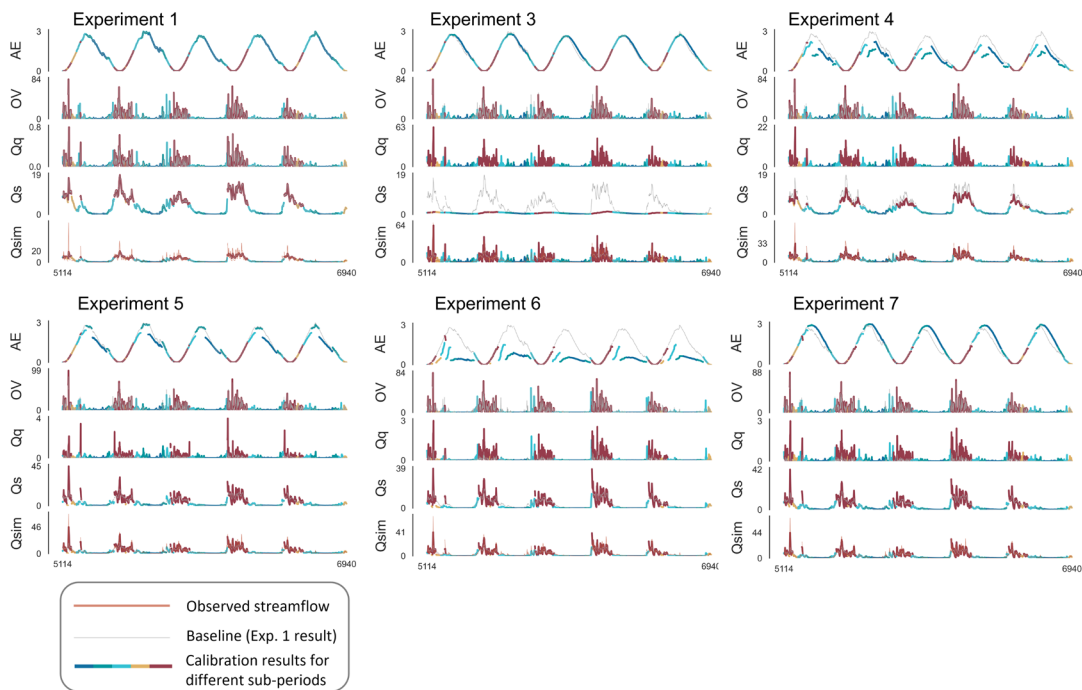 Experiment 1
AE
3
0
OV
84
0
Qq
0.8
0.0
Qs
19
0
Qsim
20
0
5114
6940
Experiment 3
AE
3
0
OV
84
0
Qq
63
0
Qs
19
0
Qsim
64
0
5114
6940
Experiment 4
AE
3
0
OV
84
0
Qq
22
0
Qs
19
0
Qsim
33
0
5114
6940
Experiment 5
AE
3
0
OV
99
0
Qq
4
0
Qs
45
0
Qsim
46
0
5114
6940
Experiment 6
AE
3
0
OV
84
0
Qq
3
0
Qs
39
0
Qsim
41
0
5114
6940
Experiment 7
AE
3
0
OV
88
0
Qq
3
0
Qs
42
0
Qsim
44
0
5114
6940
Observed streamflow
Baseline (Exp. 1 result)
Calibration results for
different sub-periods